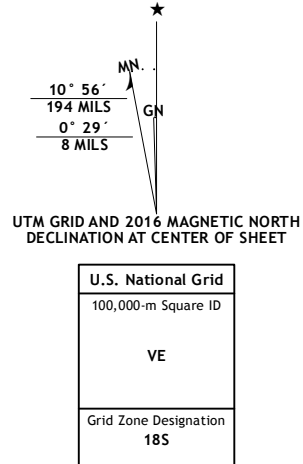 ★
MN
GN
10° 56´
194 MILS
0° 29´
8 MILS
UTM GRID AND 2016 MAGNETIC NORTH
DECLINATION AT CENTER OF SHEET
U.S. National Grid
100,000-m Square ID
VE
Grid Zone Designation
18S